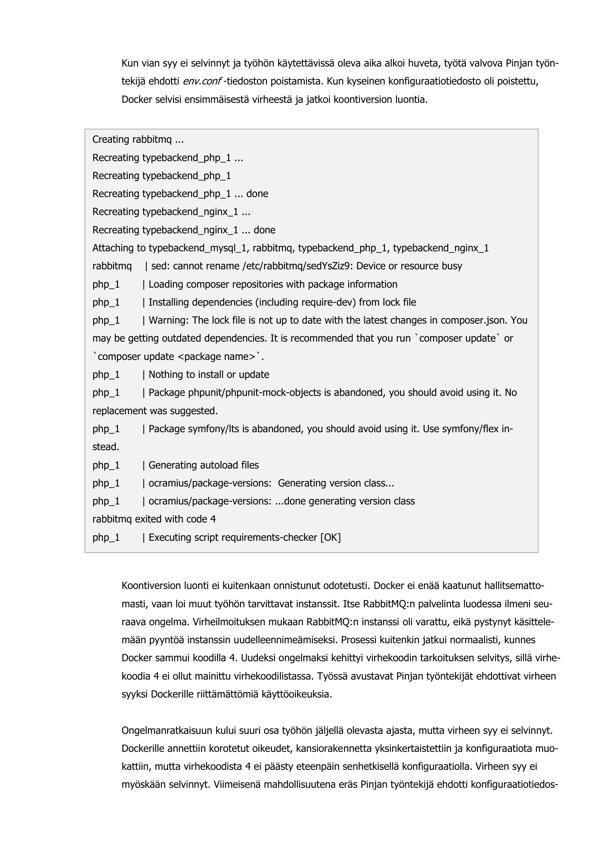 Kun vian syy ei selvinnyt ja työhön käytettävissä oleva aika alkoi huveta, työtä valvova Pinjan työn-
tekijä ehdotti env.conf -tiedoston poistamista. Kun kyseinen konfiguraatiotiedosto oli poistettu,
Docker selvisi ensimmäisestä virheestä ja jatkoi koontiversion luontia.
Creating rabbitmq ...
Recreating typebackend_php_1 ...
Recreating typebackend_php_1
Recreating typebackend_php_1 ... done
Recreating typebackend_nginx_1 ...
Recreating typebackend_nginx_1 ... done
Attaching to typebackend_mysql_1, rabbitmq, typebackend_php_1, typebackend_nginx_1
rabbitmq | sed: cannot rename /etc/rabbitmq/sedYsZiz9: Device or resource busy
php_1 | Loading composer repositories with package information
php_1 | Installing dependencies (including require-dev) from lock file
php_1 | Warning: The lock file is not up to date with the latest changes in composer.json. You
may be getting outdated dependencies. It is recommended that you run `composer update` or
`composer update <package name>`.
php_1 | Nothing to install or update
php_1 | Package phpunit/phpunit-mock-objects is abandoned, you should avoid using it. No
replacement was suggested.
php_1 | Package symfony/lts is abandoned, you should avoid using it. Use symfony/flex in-
stead.
php_1 | Generating autoload files
php_1 | ocramius/package-versions:  Generating version class...
php_1 | ocramius/package-versions: ...done generating version class
rabbitmq exited with code 4
php_1 | Executing script requirements-checker [OK]
Koontiversion luonti ei kuitenkaan onnistunut odotetusti. Docker ei enää kaatunut hallitsematto-
masti, vaan loi muut työhön tarvittavat instanssit. Itse RabbitMQ:n palvelinta luodessa ilmeni seu-
raava ongelma. Virheilmoituksen mukaan RabbitMQ:n instanssi oli varattu, eikä pystynyt käsittele-
mään pyyntöä instanssin uudelleennimeämiseksi. Prosessi kuitenkin jatkui normaalisti, kunnes
Docker sammui koodilla 4. Uudeksi ongelmaksi kehittyi virhekoodin tarkoituksen selvitys, sillä virhe-
koodia 4 ei ollut mainittu virhekoodilistassa. Työssä avustavat Pinjan työntekijät ehdottivat virheen
syyksi Dockerille riittämättömiä käyttöoikeuksia.
Ongelmanratkaisuun kului suuri osa työhön jäljellä olevasta ajasta, mutta virheen syy ei selvinnyt.
Dockerille annettiin korotetut oikeudet, kansiorakennetta yksinkertaistettiin ja konfiguraatiota muo-
kattiin, mutta virhekoodista 4 ei päästy eteenpäin senhetkisellä konfiguraatiolla. Virheen syy ei
myöskään selvinnyt. Viimeisenä mahdollisuutena eräs Pinjan työntekijä ehdotti konfiguraatiotiedos-